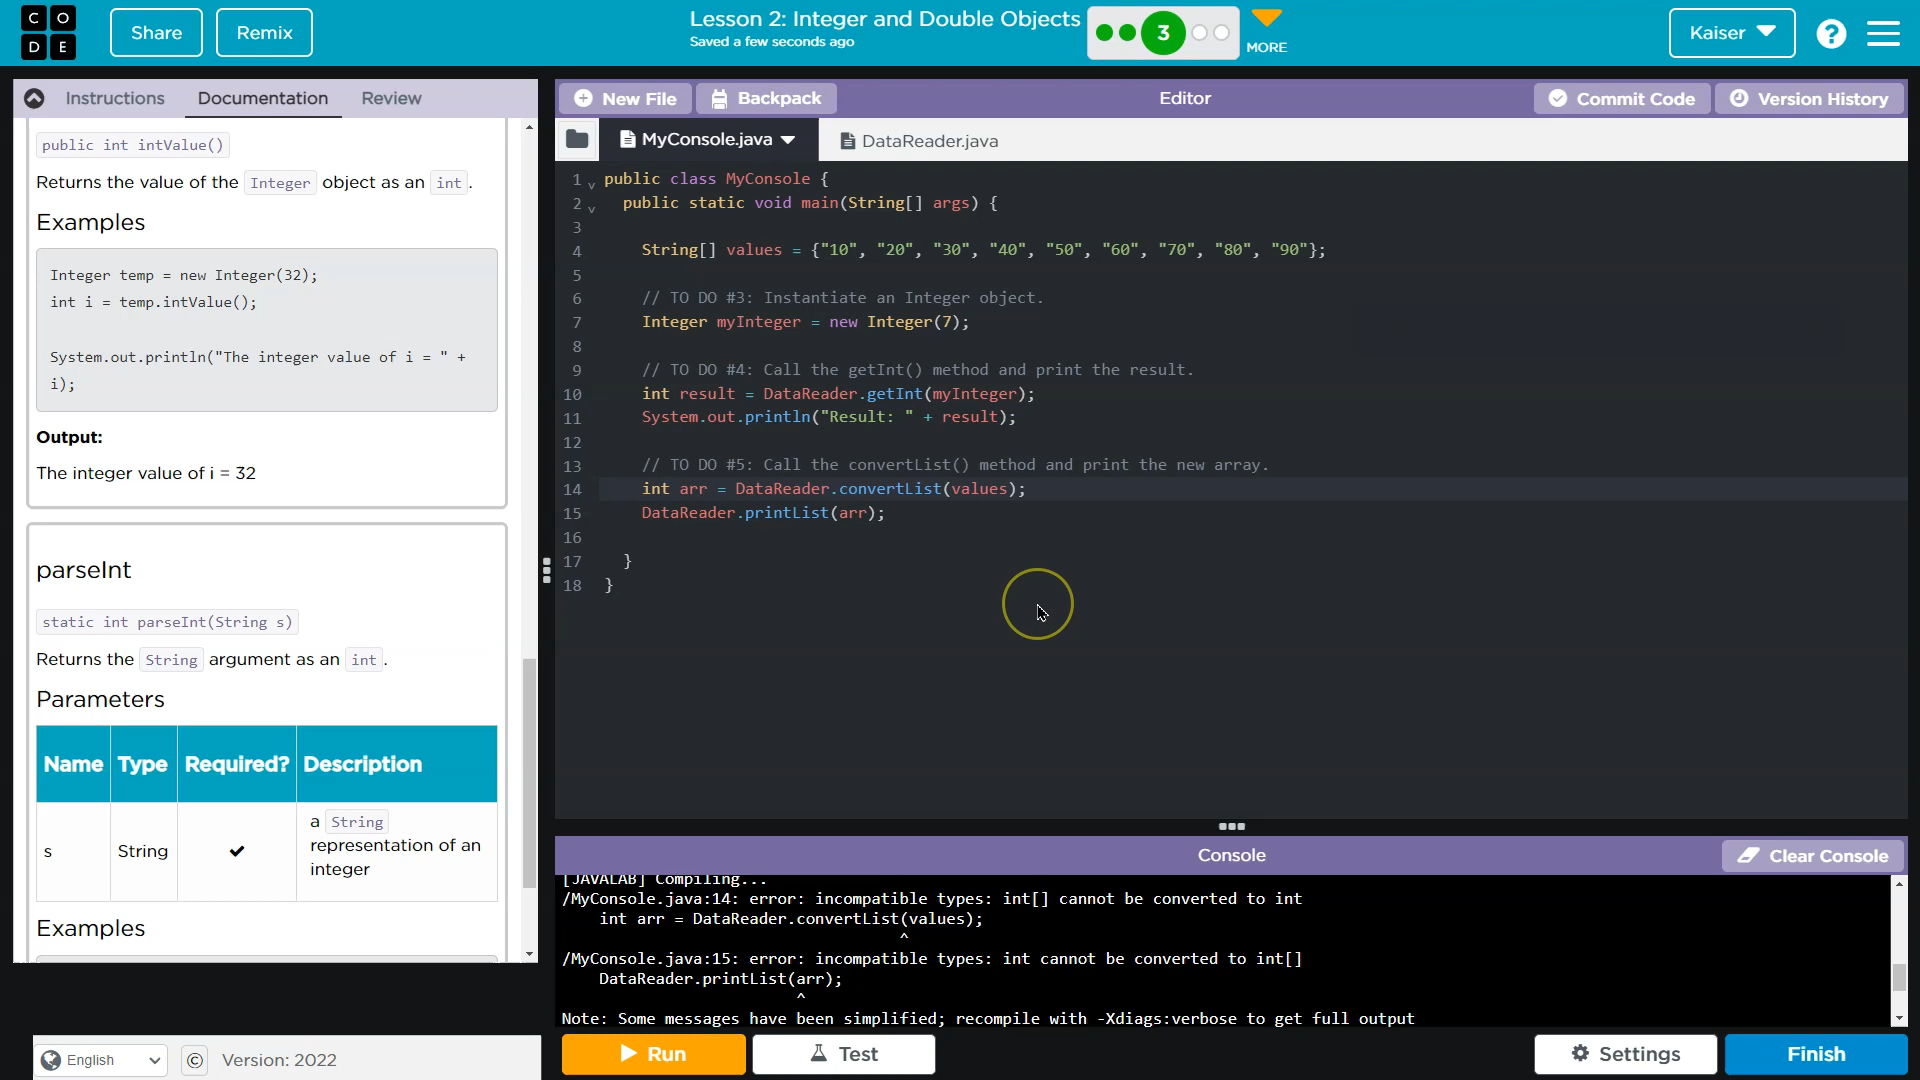 C O
D E
Share
Remix
Lesson 2: Integer and Double Objects
Saved a few seconds ago
3
MORE
Kaiser
?
Instructions
Documentation
Review
public int intValue()
Returns the value of the Integer object as an int .
Examples
Integer temp = new Integer(32);
int i = temp.intValue();
System.out.println("The integer value of i = " +
i);
Output:
The integer value of i = 32
parseInt
static int parseInt(String s)
Returns the String argument as an int .
Parameters
Name Type Required? Description
s String a String
representation of an
integer
Examples
English
© Version: 2022
New File
Backpack
Editor
Commit Code
Version History
MyConsole.java
DataReader.java
1 public class MyConsole {
2 public static void main(String[] args) {
3
4 String[] values = {"10", "20", "30", "40", "50", "60", "70", "80", "90"};
5
6 // TO DO #3: Instantiate an Integer object.
7 Integer myInteger = new Integer(7);
8
9 // TO DO #4: Call the getInt() method and print the result.
10 int result = DataReader.getInt(myInteger);
11 System.out.println("Result: " + result);
12
13 // TO DO #5: Call the convertList() method and print the new array.
14 int arr = DataReader.convertList(values);
15 DataReader.printList(arr);
16
17 }
18 }
Console
Clear Console
[JAVALAB] Compiling...
/MyConsole.java:14: error: incompatible types: int[] cannot be converted to int
int arr = DataReader.convertList(values);
^
/MyConsole.java:15: error: incompatible types: int cannot be converted to int[]
DataReader.printList(arr);
^
Note: Some messages have been simplified; recompile with -Xdiags:verbose to get full output
Run
Test
Settings
Finish